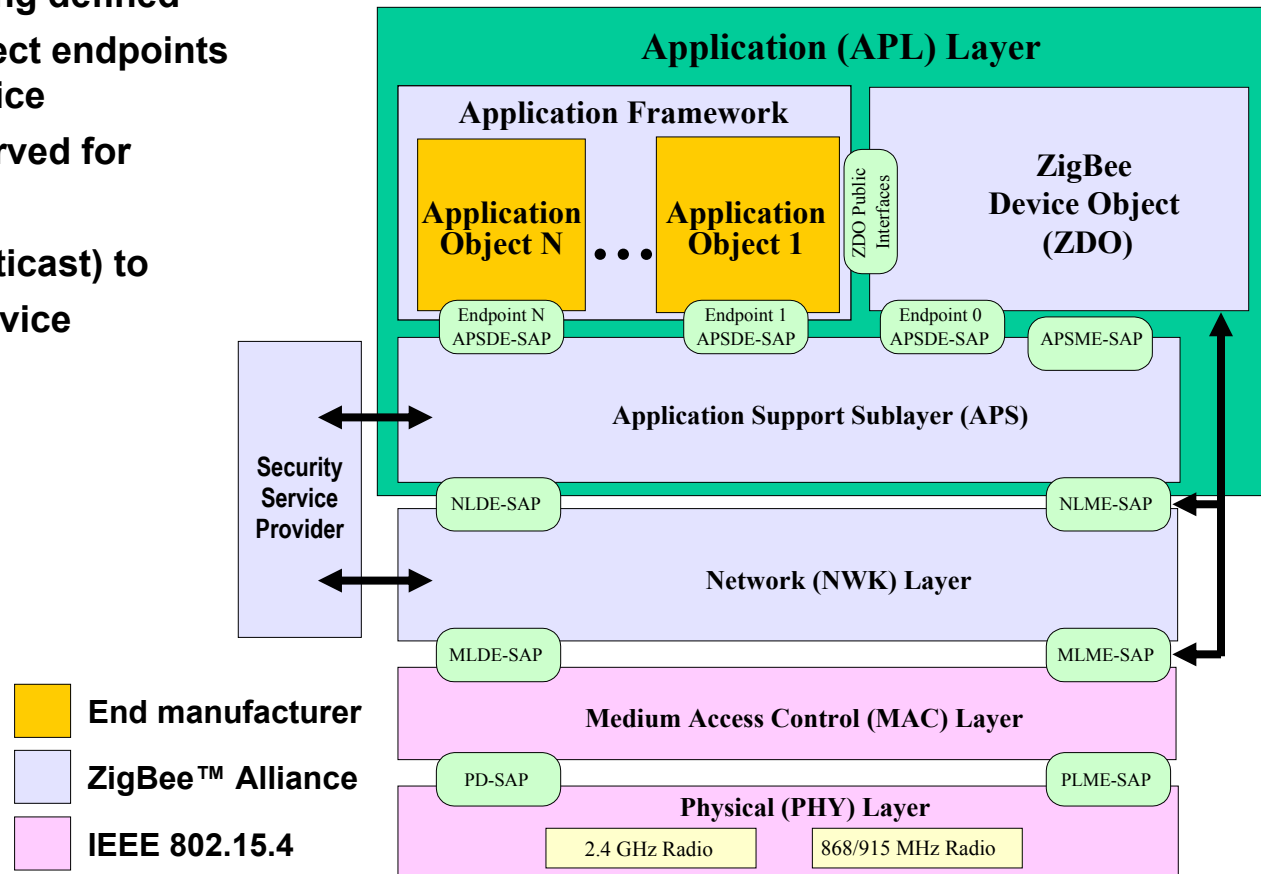 ng defined
ect endpoints
ice
rved for
ticast) to
vice
Application (APL) Layer
Application Framework
Application
Object N
...
Application
Object 1
ZDO Public
Interfaces
ZigBee
Device Object
(ZDO)
Endpoint N
APSDE-SAP
Endpoint 1
APSDE-SAP
Endpoint 0
APSDE-SAP
APSME-SAP
Application Support Sublayer (APS)
Security
Service
Provider
NLDE-SAP
NLME-SAP
Network (NWK) Layer
MLDE-SAP
MLME-SAP
Medium Access Control (MAC) Layer
PD-SAP
PLME-SAP
Physical (PHY) Layer
2.4 GHz Radio
868/915 MHz Radio
End manufacturer
ZigBee™ Alliance
IEEE 802.15.4